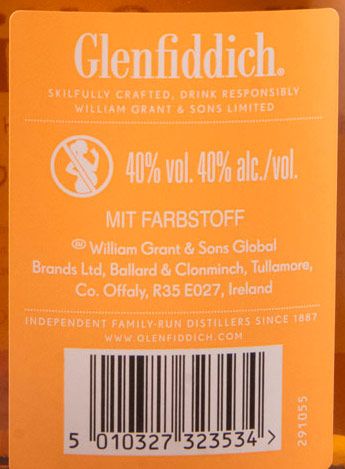 Glenfiddich®
SKILFULLY CRAFTED, DRINK RESPONSIBLY
WILLIAM GRANT & SONS LIMITED
40% vol. 40% alc./vol.
MIT FARBSTOFF
EU William Grant & Sons Global
Brands Ltd, Ballard & Clonminch, Tullamore,
Co. Offaly, R35 E027, Ireland
INDEPENDENT FAMILY-RUN DISTILLERS SINCE 1887
WWW.GLENFIDDICH.COM
5 010327 323534 >
291055